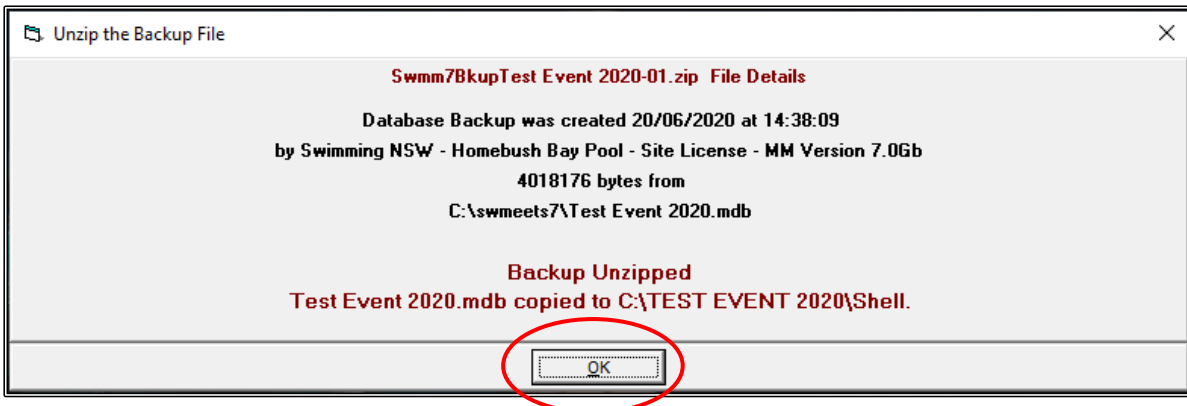 Unzip the Backup File
Swmm7BkupTest Event 2020-01.zip File Details
Database Backup was created 20/06/2020 at 14:38:09
by Swimming NSW - Homebush Bay Pool - Site License - MM Version 7.0Gb
4018176 bytes from
C:\swmeets7\Test Event 2020.mdb
Backup Unzipped
Test Event 2020.mdb copied to C:\TEST EVENT 2020\Shell.
OK